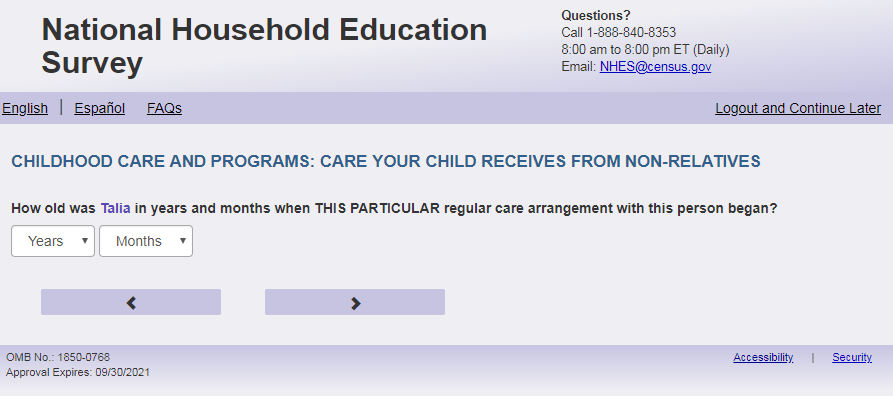 National Household Education
Survey
Questions?
Call 1-888-840-8353
8:00 am to 8:00 pm ET (Daily)
Email: NHES@census.gov
English | Español FAQs
Logout and Continue Later
CHILDHOOD CARE AND PROGRAMS: CARE YOUR CHILD RECEIVES FROM NON-RELATIVES
How old was Talia in years and months when THIS PARTICULAR regular care arrangement with this person began?
Years Months
OMB No.: 1850-0768
Approval Expires: 09/30/2021
Accessibility | Security